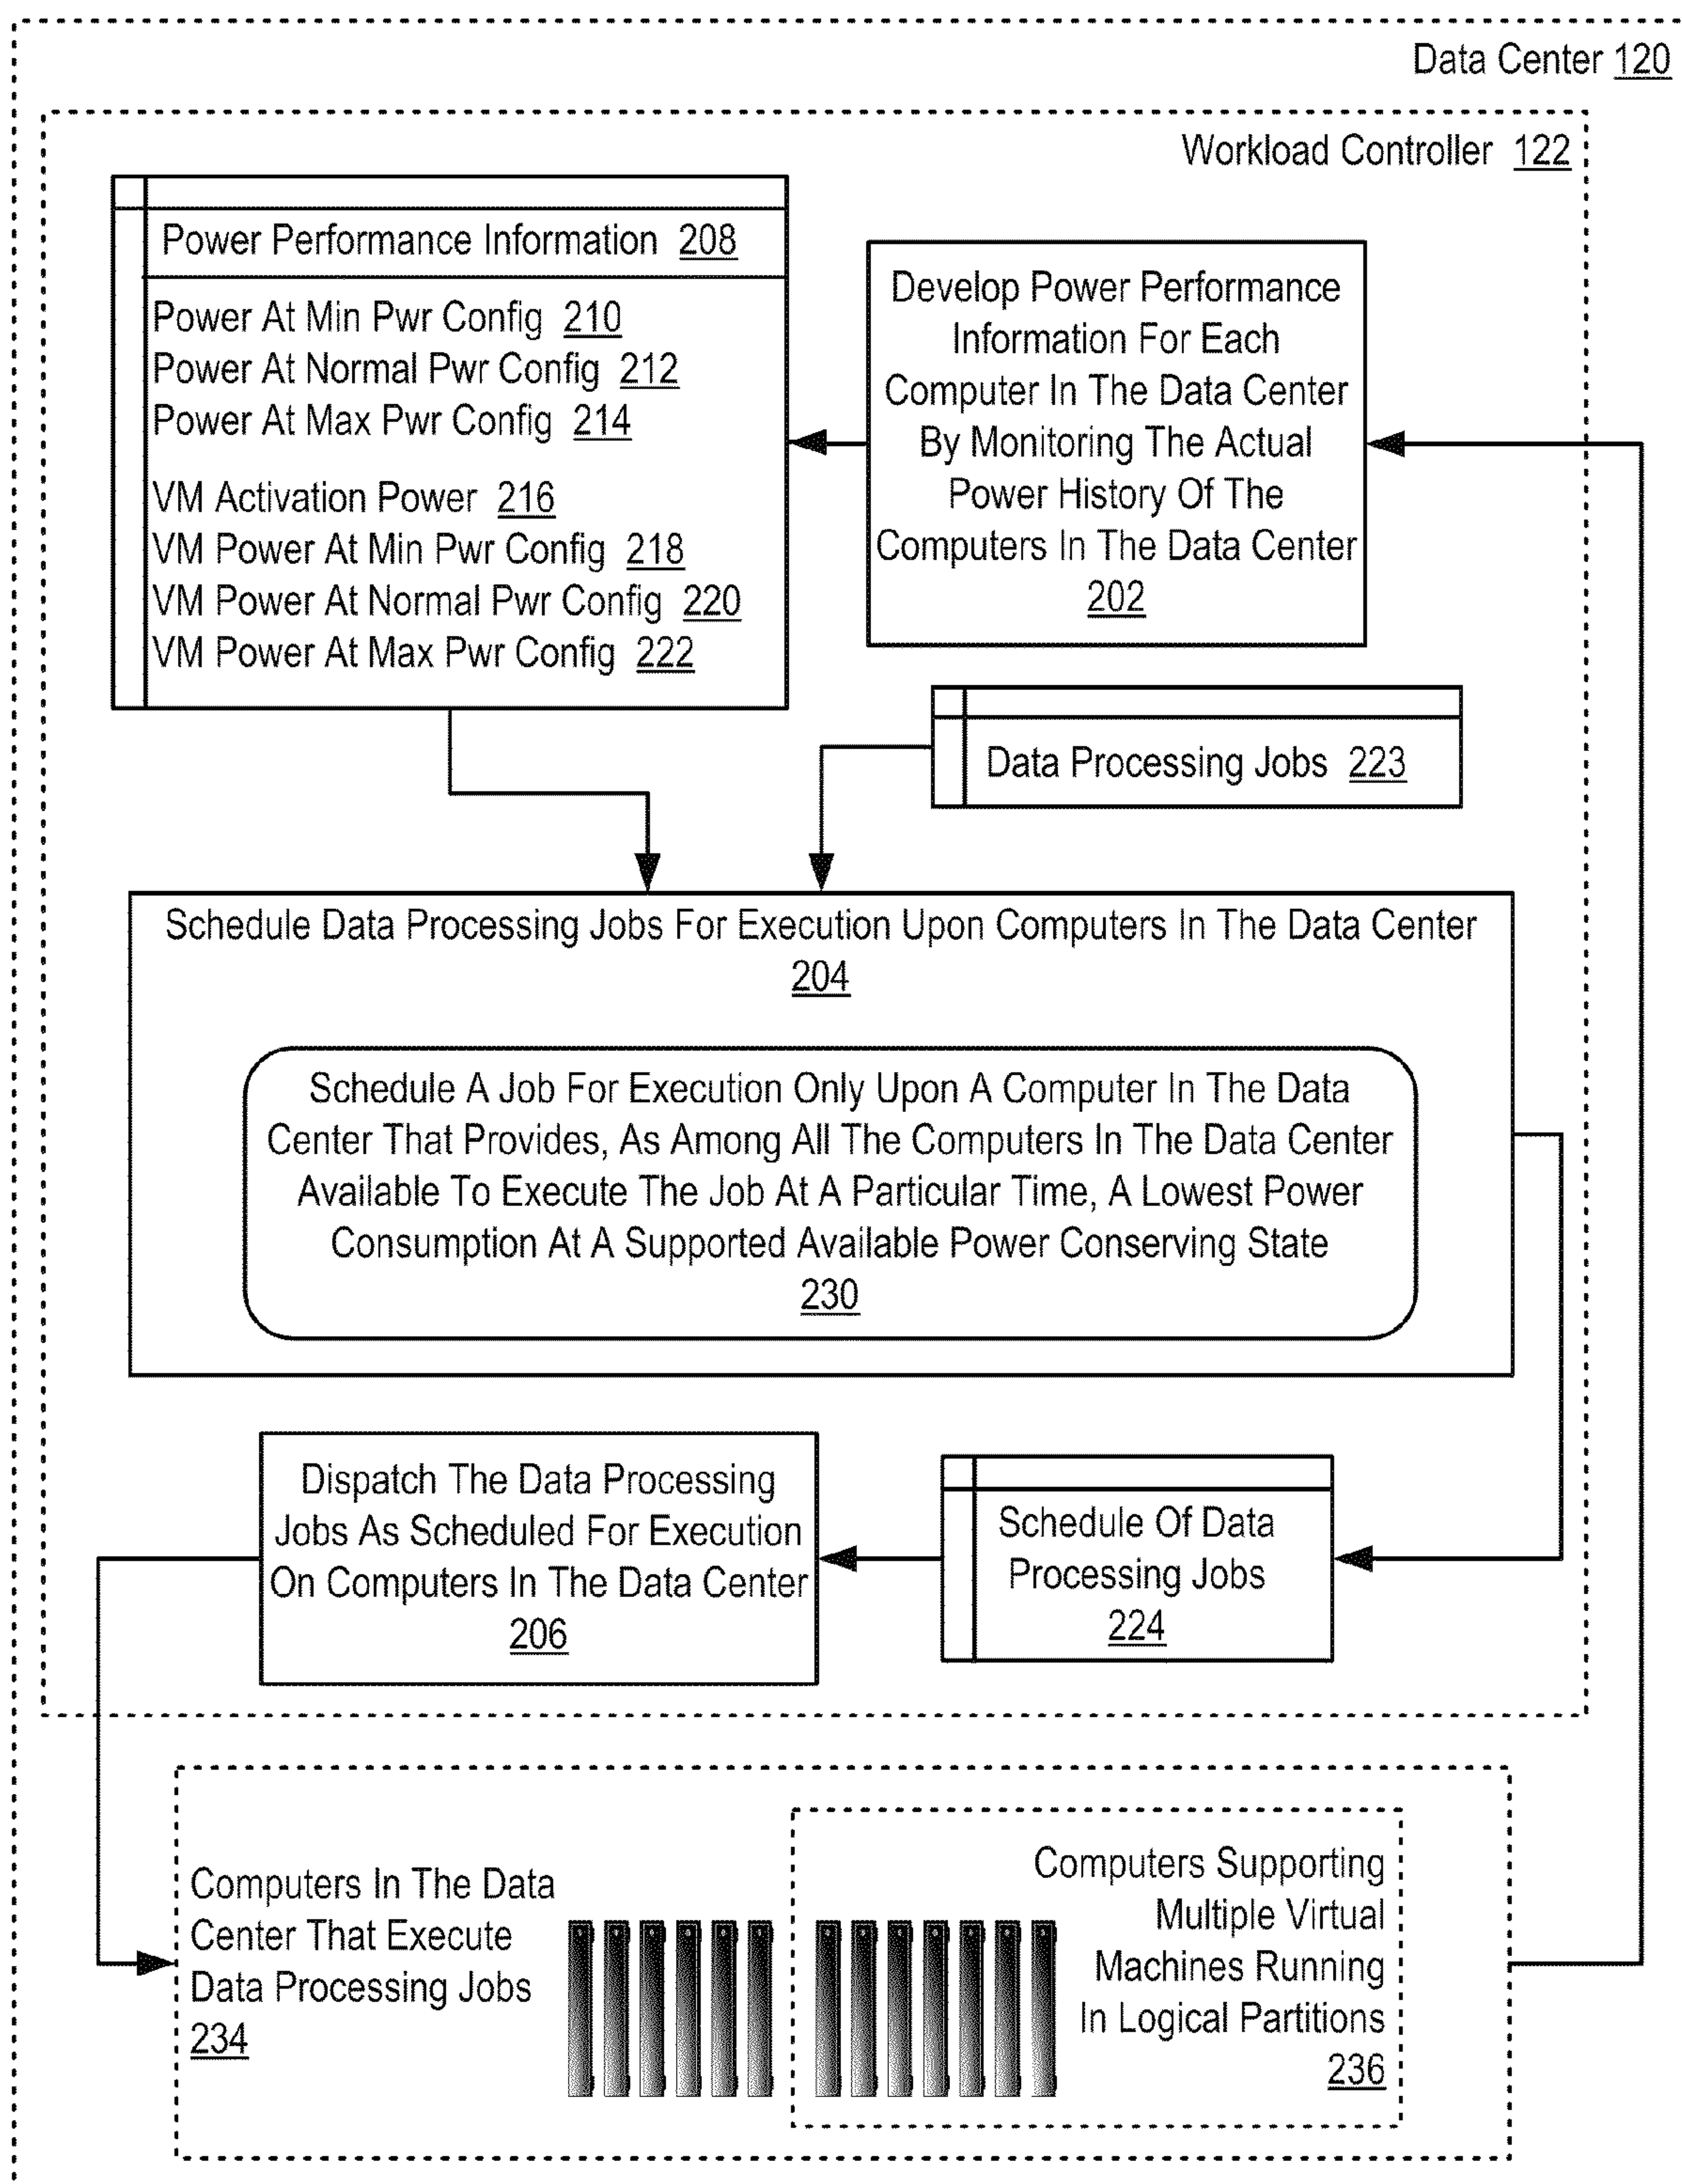 Data Center 120
Workload Controller 122
Power Performance Information 208
Power At Min Pwr Config 210
Power At Normal Pwr Config 212
Power At Max Pwr Config 214
VM Activation Power 216
VM Power At Min Pwr Config 218
VM Power At Normal Pwr Config 220
VM Power At Max Pwr Config 222
Develop Power Performance
Information For Each
Computer In The Data Center
By Monitoring The Actual
Power History Of The
Computers In The Data Center
202
Data Processing Jobs 223
Schedule Data Processing Jobs For Execution Upon Computers In The Data Center
204
Schedule A Job For Execution Only Upon A Computer In The Data
Center That Provides, As Among All The Computers In The Data Center
Available To Execute The Job At A Particular Time, A Lowest Power
Consumption At A Supported Available Power Conserving State
230
Dispatch The Data Processing
Jobs As Scheduled For Execution
On Computers In The Data Center
206
Schedule Of Data
Processing Jobs
224
Computers In The Data
Center That Execute
Data Processing Jobs
234
Computers Supporting
Multiple Virtual
Machines Running
In Logical Partitions
236